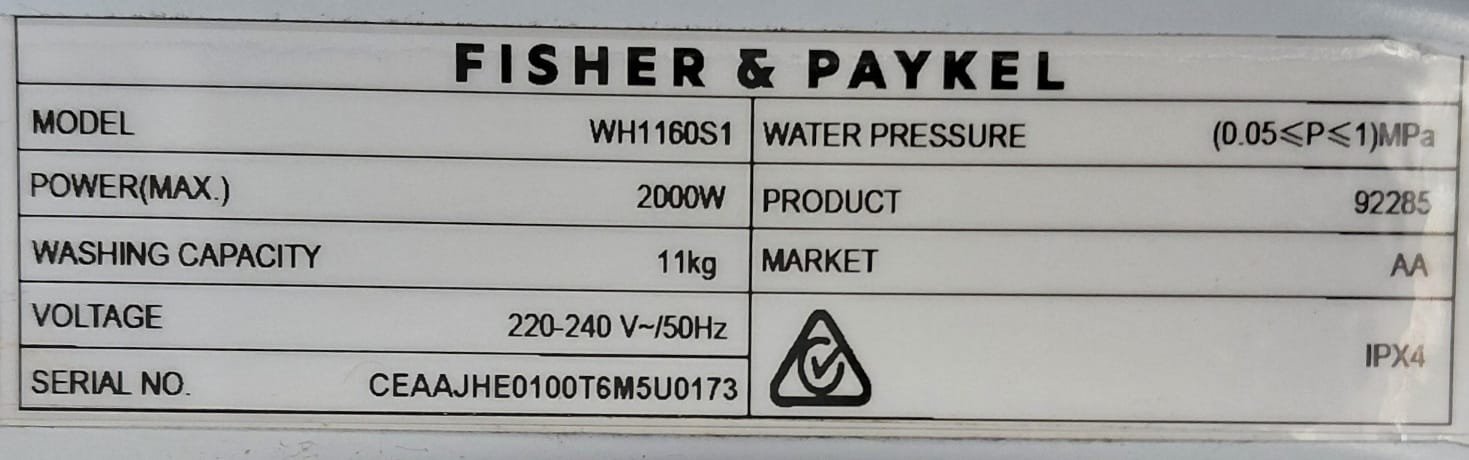 FISHER & PAYKEL
MODEL WH1160S1
POWER(MAX.) 2000W
WASHING CAPACITY 11kg
VOLTAGE 220-240 V~/50Hz
SERIAL NO. CEAAJHE0100T6M5U0173
WATER PRESSURE (0.05⩽P⩽1)MPa
PRODUCT 92285
MARKET AA
IPX4